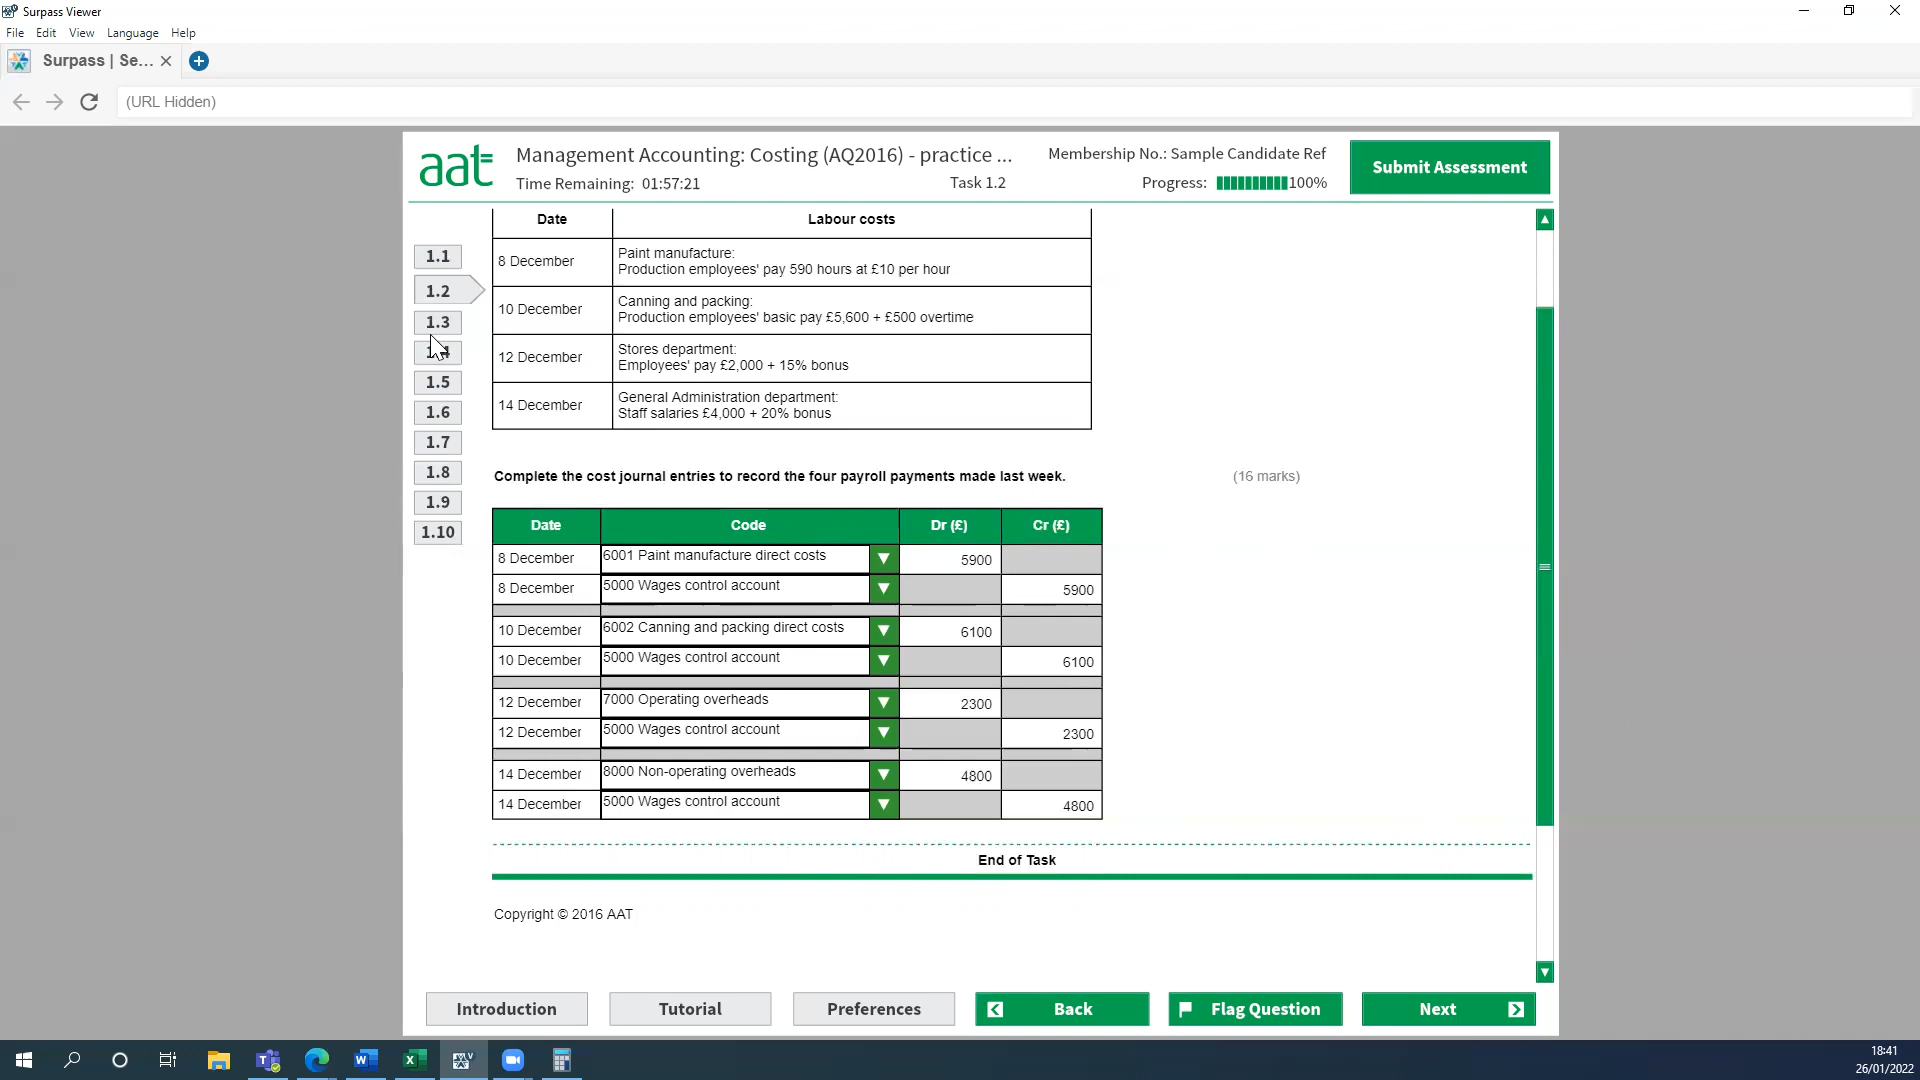 Surpass Viewer
File Edit View Language Help
Surpass | Se...
(URL Hidden)
aat
Management Accounting: Costing (AQ2016) - practice ...
Membership No.: Sample Candidate Ref
Submit Assessment
Time Remaining: 01:57:21
Task 1.2
Progress: 100%
1.1
1.2
1.3
1.5
1.6
1.7
1.8
1.9
1.10
Date Labour costs
8 December Paint manufacture:
Production employees' pay 590 hours at £10 per hour
10 December Canning and packing:
Production employees' basic pay £5,600 + £500 overtime
12 December Stores department:
Employees' pay £2,000 + 15% bonus
14 December General Administration department:
Staff salaries £4,000 + 20% bonus
Complete the cost journal entries to record the four payroll payments made last week. (16 marks)
Date Code Dr (£) Cr (£)
8 December 6001 Paint manufacture direct costs 5900
8 December 5000 Wages control account 5900
10 December 6002 Canning and packing direct costs 6100
10 December 5000 Wages control account 6100
12 December 7000 Operating overheads 2300
12 December 5000 Wages control account 2300
14 December 8000 Non-operating overheads 4800
14 December 5000 Wages control account 4800
End of Task
Copyright © 2016 AAT
Introduction Tutorial Preferences Back Flag Question Next
18:41
26/01/2022